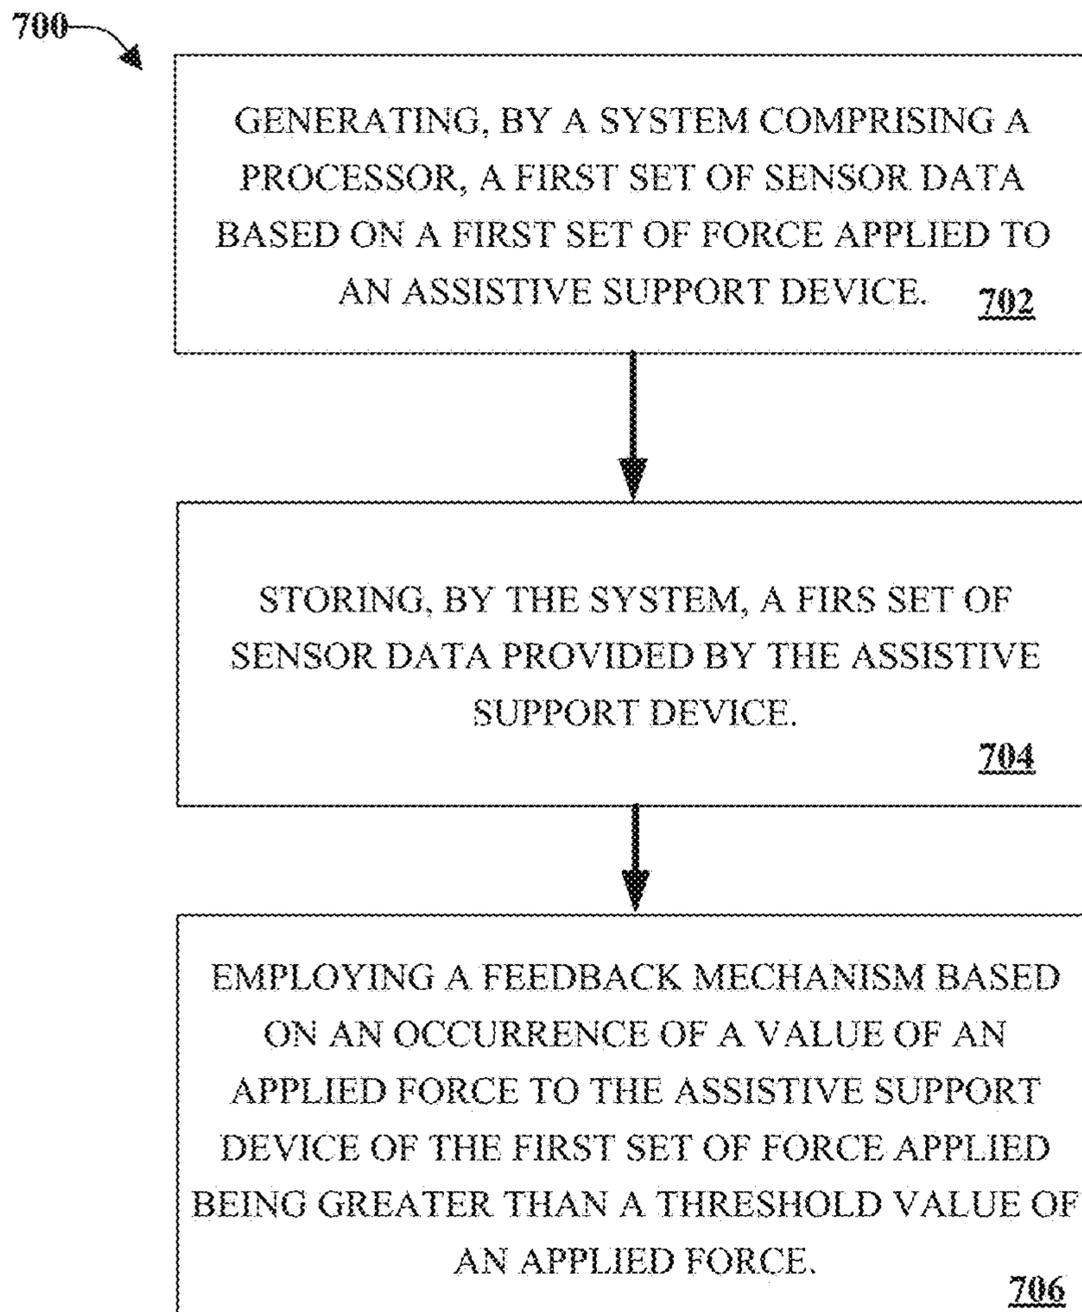 700
GENERATING, BY A SYSTEM COMPRISING A
PROCESSOR, A FIRST SET OF SENSOR DATA
BASED ON A FIRST SET OF FORCE APPLIED TO
AN ASSISTIVE SUPPORT DEVICE.
702
STORING, BY THE SYSTEM, A FIRS SET OF
SENSOR DATA PROVIDED BY THE ASSISTIVE
SUPPORT DEVICE.
704
EMPLOYING A FEEDBACK MECHANISM BASED
ON AN OCCURRENCE OF A VALUE OF AN
APPLIED FORCE TO THE ASSISTIVE SUPPORT
DEVICE OF THE FIRST SET OF FORCE APPLIED
BEING GREATER THAN A THRESHOLD VALUE OF
AN APPLIED FORCE.
706